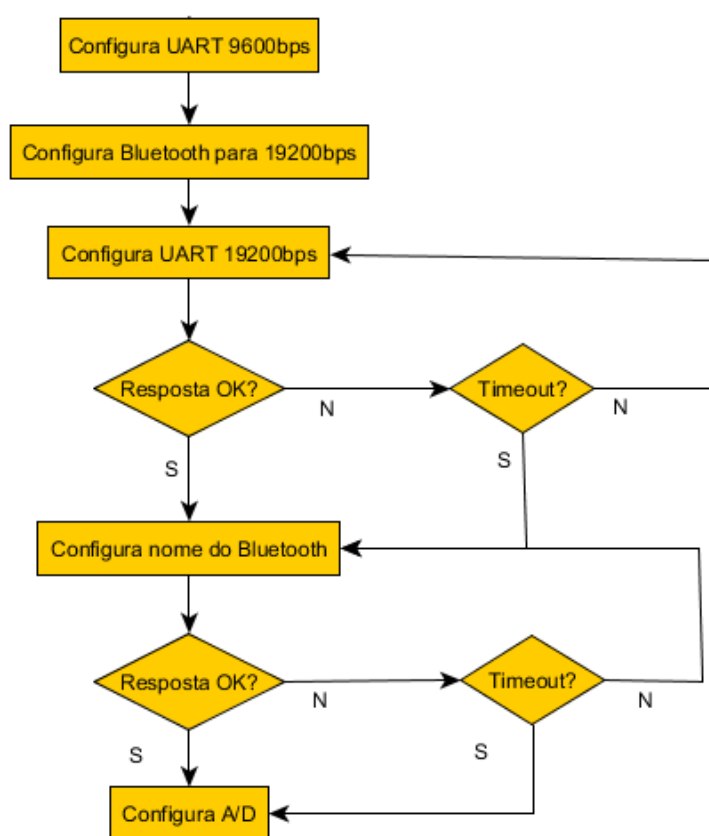 Configura UART 9600bps
Configura Bluetooth para 19200bps
Configura UART 19200bps
Resposta OK?
N
Timeout?
N
S
S
Configura nome do Bluetooth
Resposta OK?
N
Timeout?
N
S
S
Configura A/D